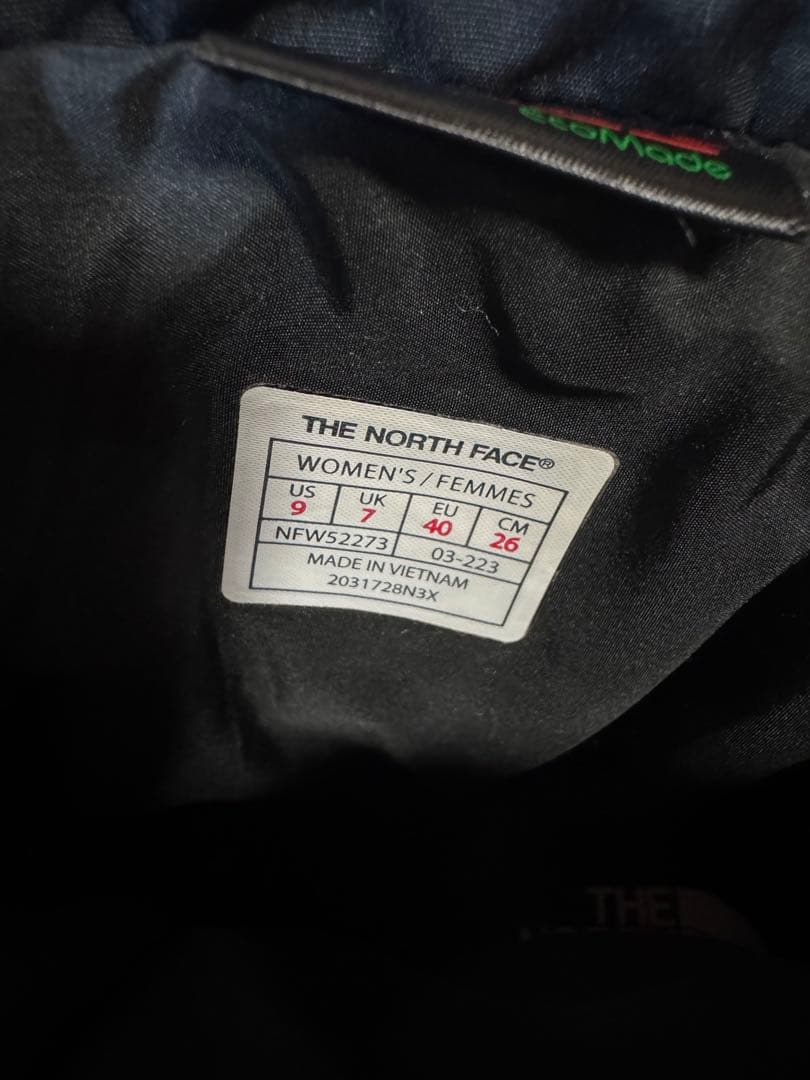 EcoMade
THE NORTH FACE®
WOMEN'S / FEMMES
US UK EU CM
9 7 40 26
NFW52273 03-223
MADE IN VIETNAM
2031728N3X
THE